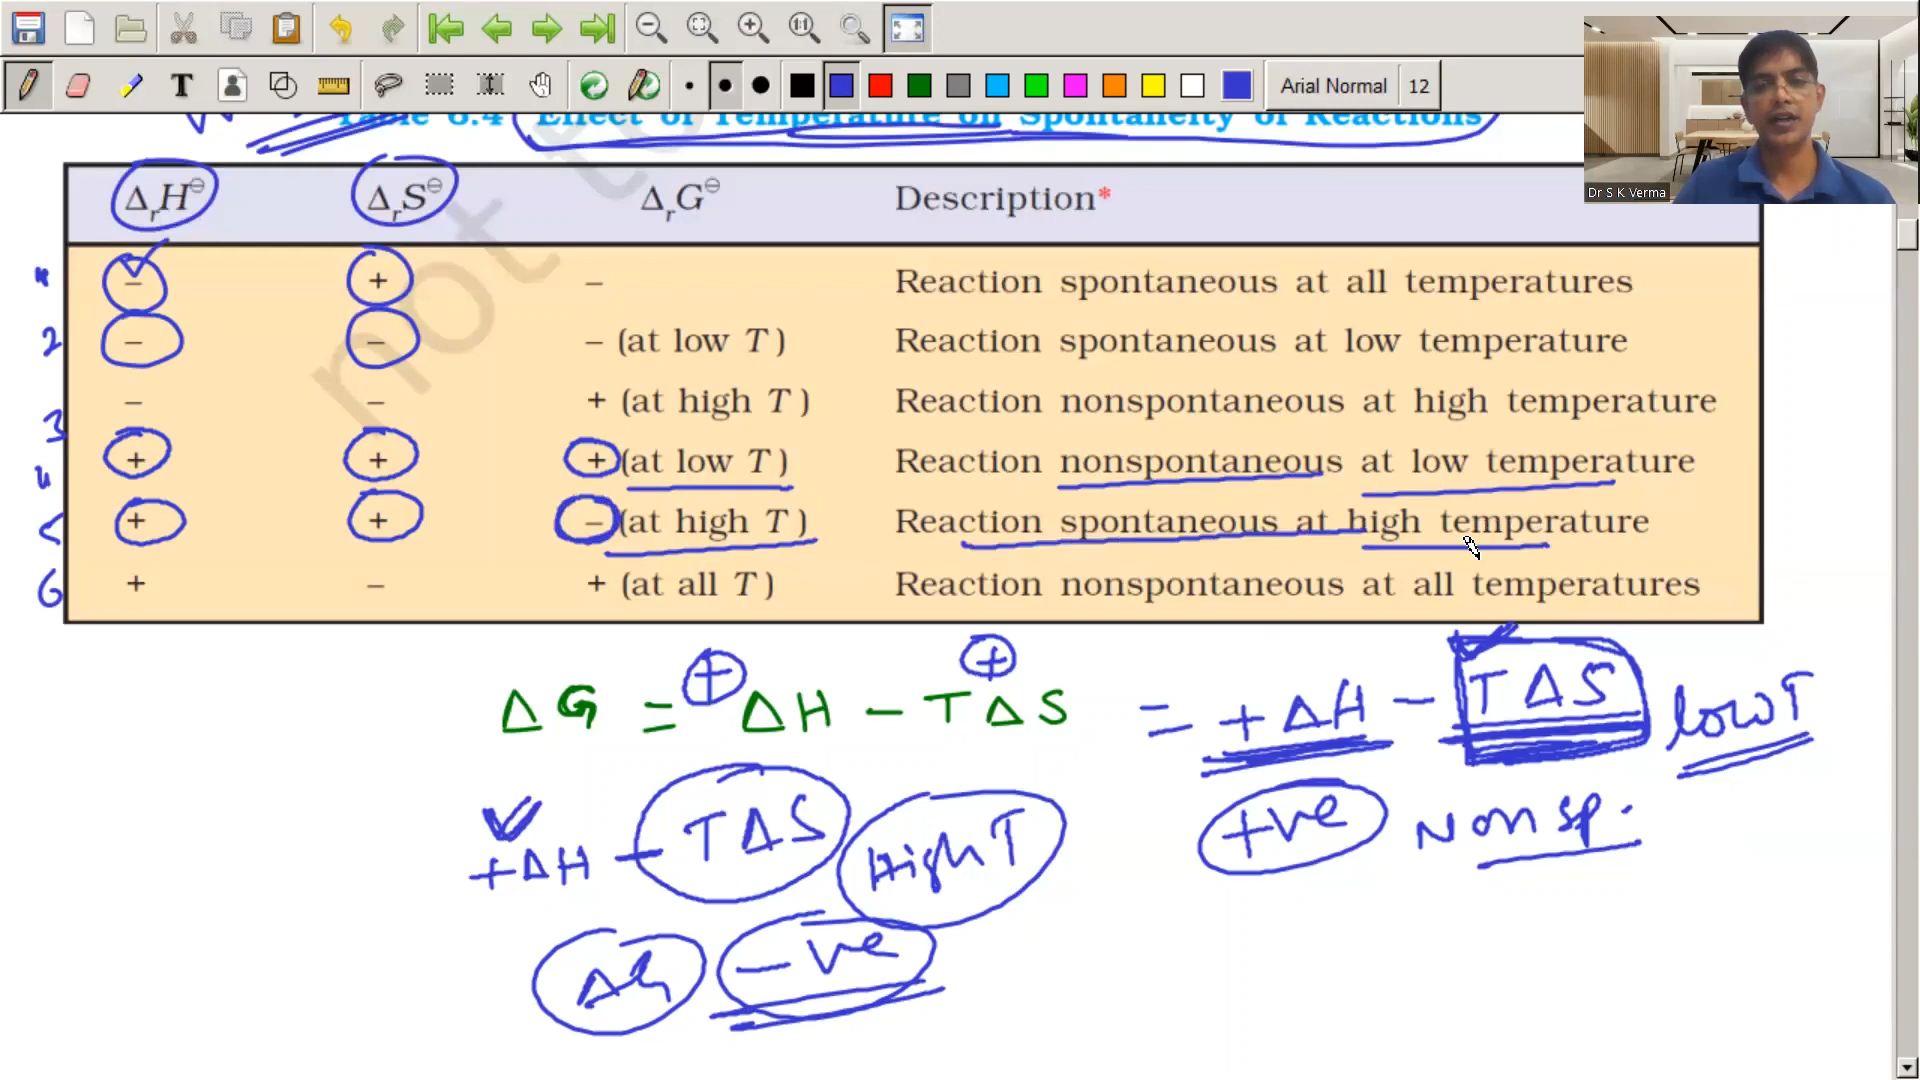 T
Arial Normal 12
Dr S K Verma
Table 6.4 Effect of Temperature on Spontaneity of Reactions
ΔrH⊖ ΔrS⊖ ΔrG⊖ Description*
– + – Reaction spontaneous at all temperatures
2 – – – (at low T ) Reaction spontaneous at low temperature
– – + (at high T ) Reaction nonspontaneous at high temperature
3
4 + + + (at low T ) Reaction nonspontaneous at low temperature
5 + + – (at high T ) Reaction spontaneous at high temperature
6 + – + (at all T ) Reaction nonspontaneous at all temperatures
not to
+ +
ΔG = ΔH – TΔS = +ΔH – TΔS low T
+ΔH – TΔS High T +ve Non sp.
ΔG –ve